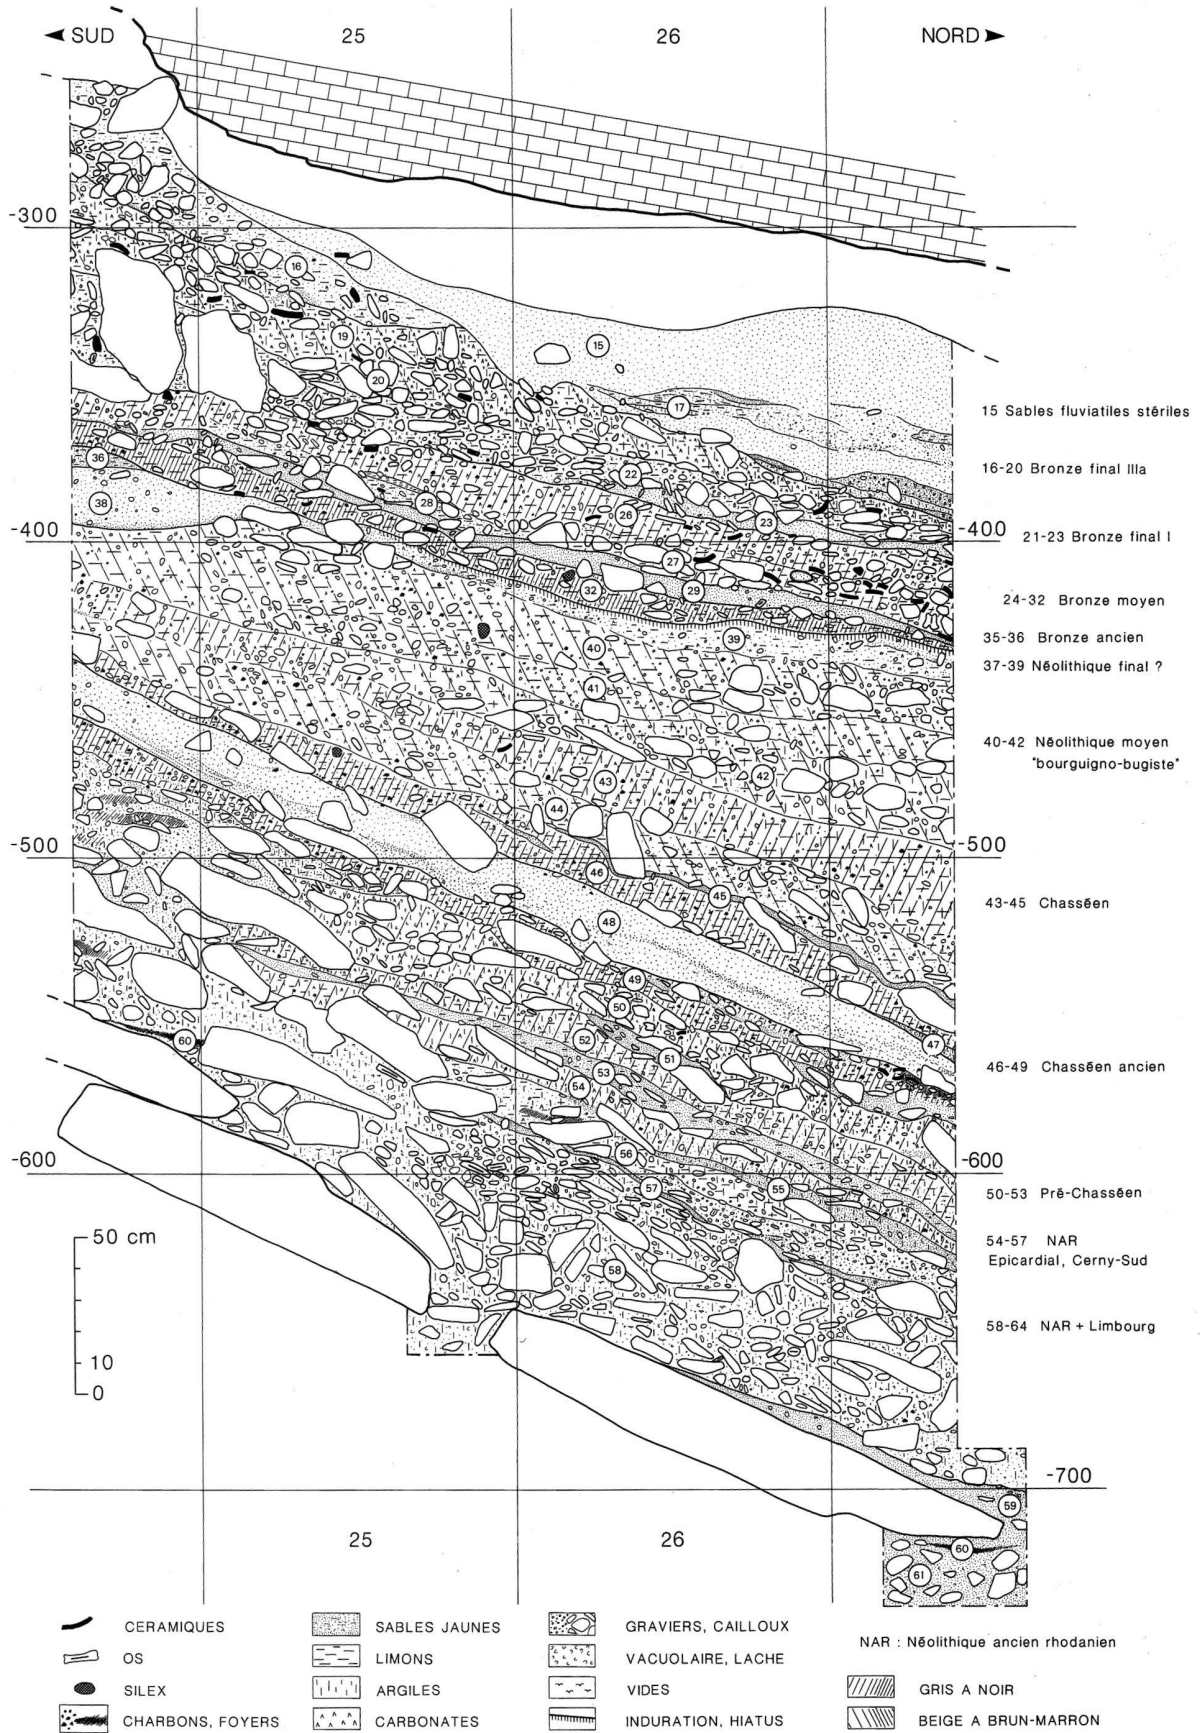 ◄ SUD 25 26 NORD ►
-300
16
19
15
20
17
15 Sables fluviatiles stériles
36
22
16-20 Bronze final IIIa
38
28
26
23
-400
-400
21-23 Bronze final I
27
32
29
24-32 Bronze moyen
39
35-36 Bronze ancien
40
37-39 Néolithique final ?
41
40-42 Néolithique moyen
"bourguigno-bugiste"
43
42
44
-500
-500
46
45
43-45 Chasséen
48
49
50
60
52
51
47
53
46-49 Chasséen ancien
54
56
-600
-600
57
55
50-53 Pré-Chasséen
50 cm
54-57 NAR
Epicardial, Cerny-Sud
58
58-64 NAR + Limbourg
10
0
-700
59
25 26
60
61
CERAMIQUES
OS
SILEX
CHARBONS, FOYERS
SABLES JAUNES
LIMONS
ARGILES
CARBONATES
GRAVIERS, CAILLOUX
VACUOLAIRE, LACHE
VIDES
INDURATION, HIATUS
NAR : Néolithique ancien rhodanien
GRIS A NOIR
BEIGE A BRUN-MARRON